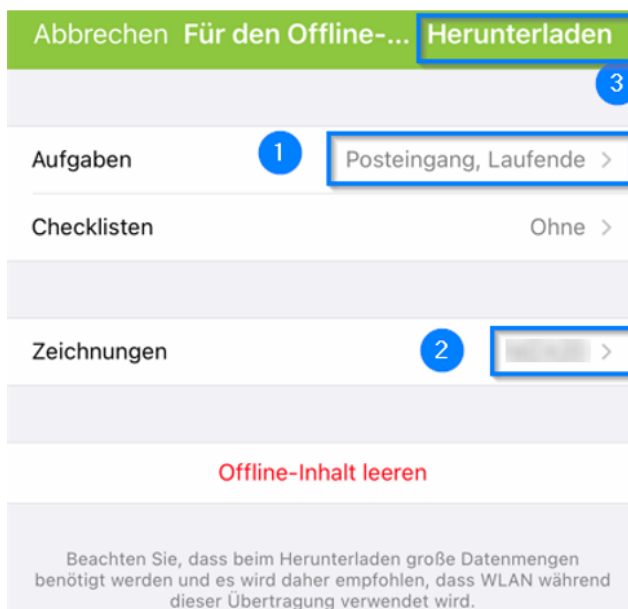 Abbrechen Für den Offline-... Herunterladen
3
Aufgaben 1 Posteingang, Laufende >
Checklisten Ohne >
Zeichnungen 2 >
Offline-Inhalt leeren
Beachten Sie, dass beim Herunterladen große Datenmengen
benötigt werden und es wird daher empfohlen, dass WLAN während
dieser Übertragung verwendet wird.